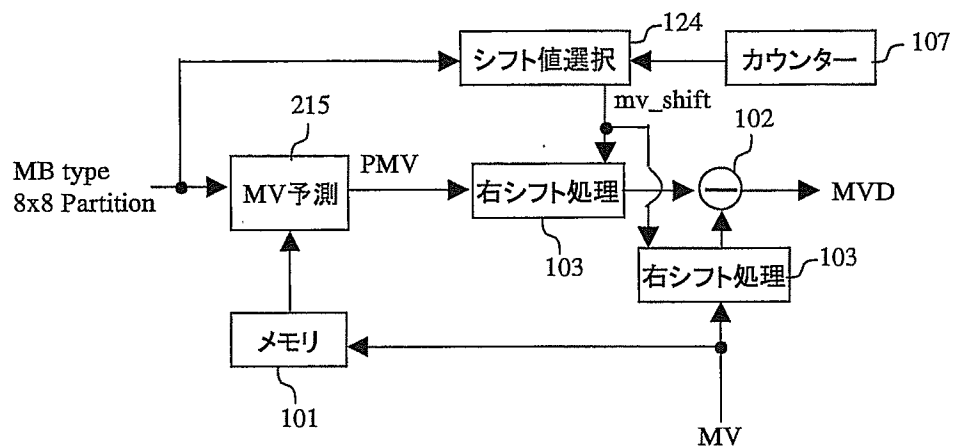 124
シフト値選択
カウンター
107
mv_shift
215
102
MB type
8x8 Partition
MV予測
PMV
右シフト処理
MVD
103
右シフト処理
103
メモリ
101
MV